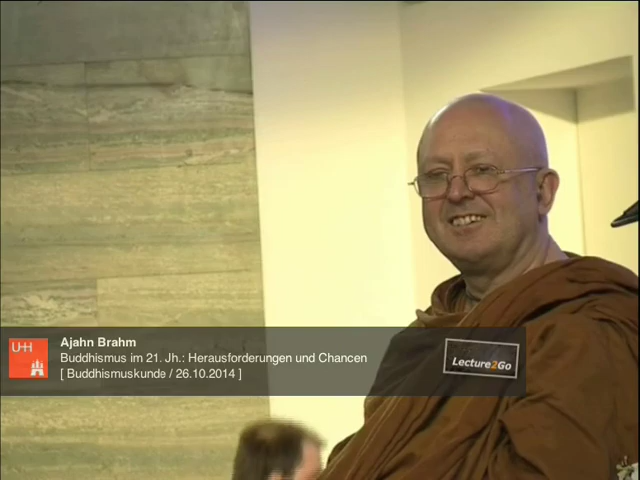 UHH
Ajahn Brahm
Buddhismus im 21. Jh.: Herausforderungen und Chancen
[ Buddhismuskunde / 26.10.2014 ]
Lecture2Go